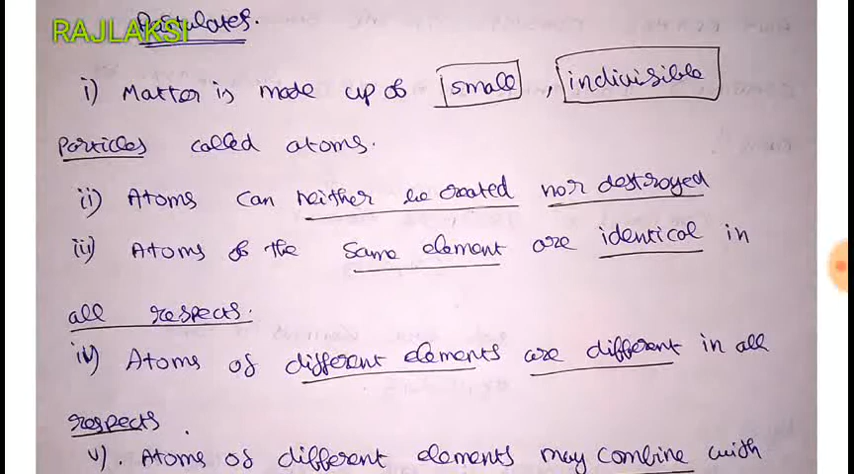 RAJLAKSI
Postulates.
i) Matter is made up of small, indivisible
particles called atoms.
ii) Atoms can neither be created nor destroyed
iii) Atoms of the same element are identical in
all respects.
iv) Atoms of different elements are different in all
respects.
v). Atoms of different elements may combine with